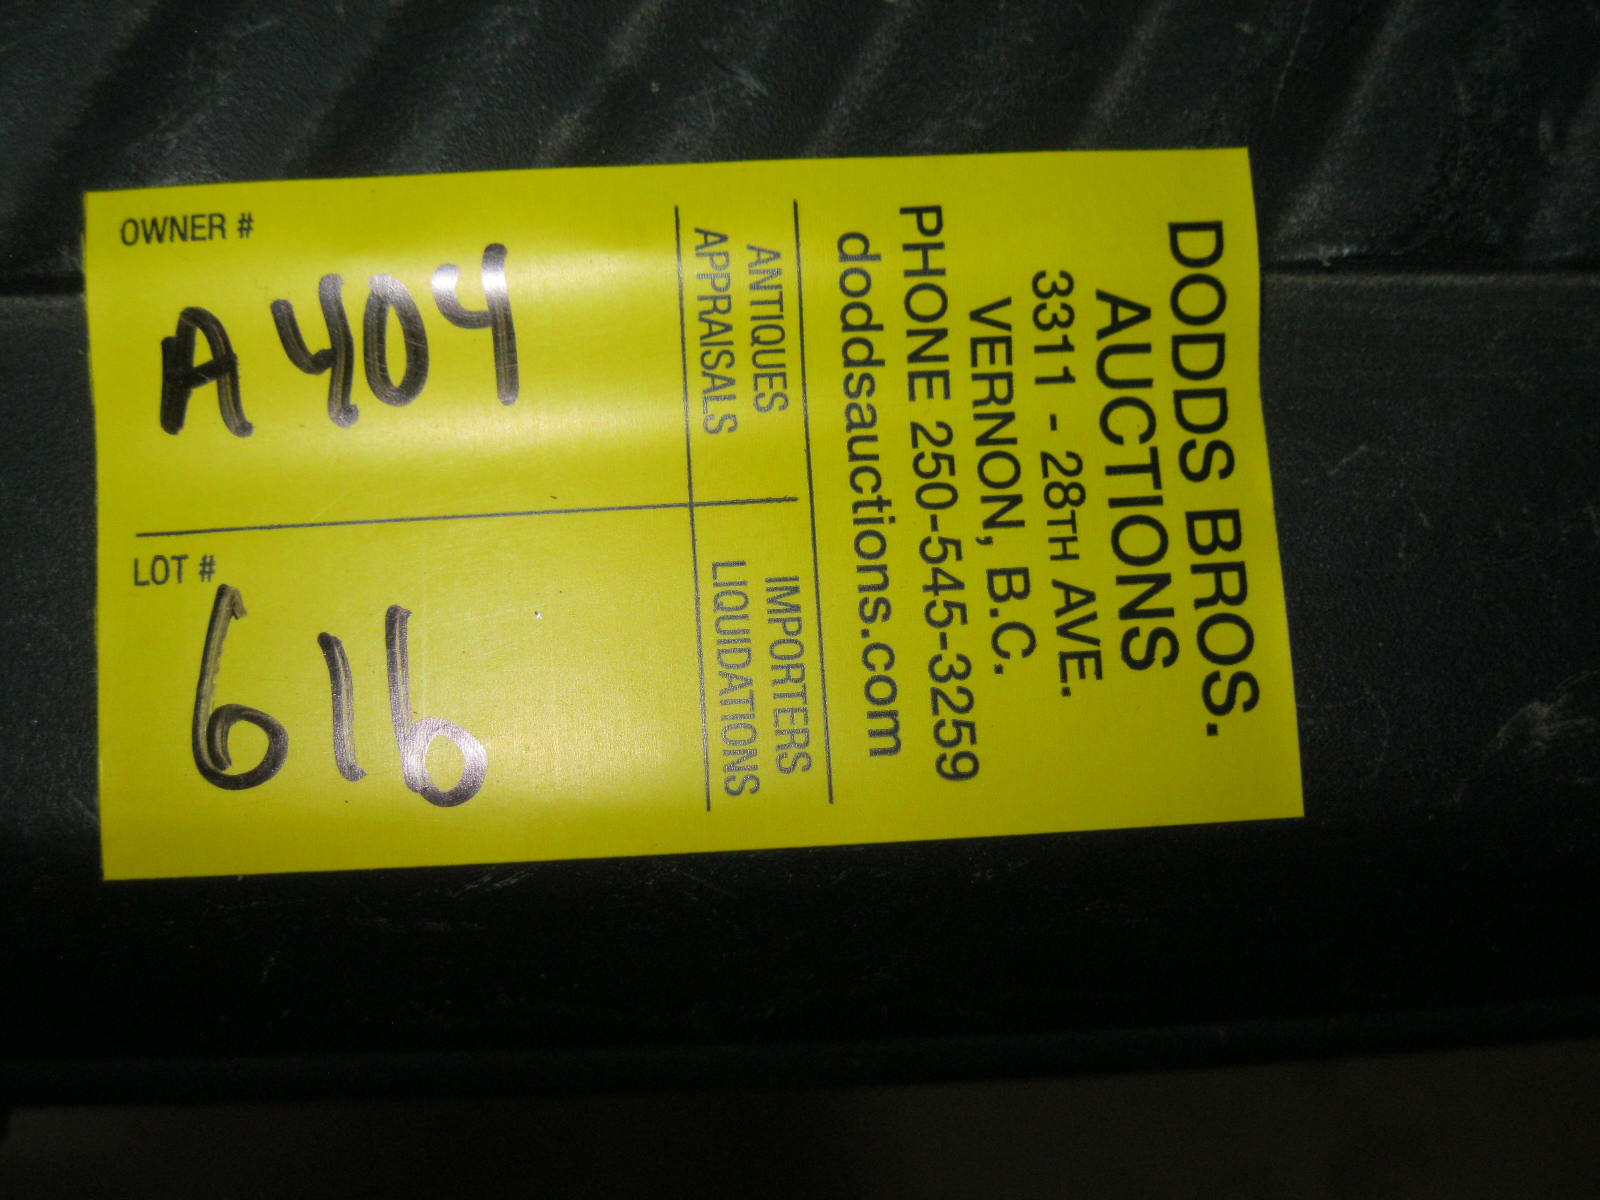 DODDS BROS.
AUCTIONS
3311 - 28TH AVE.
VERNON, B.C.
PHONE 250-545-3259
doddsauctions.com
ANTIQUES
APPRAISALS
IMPORTERS
LIQUIDATIONS
OWNER #
A404
LOT #
616